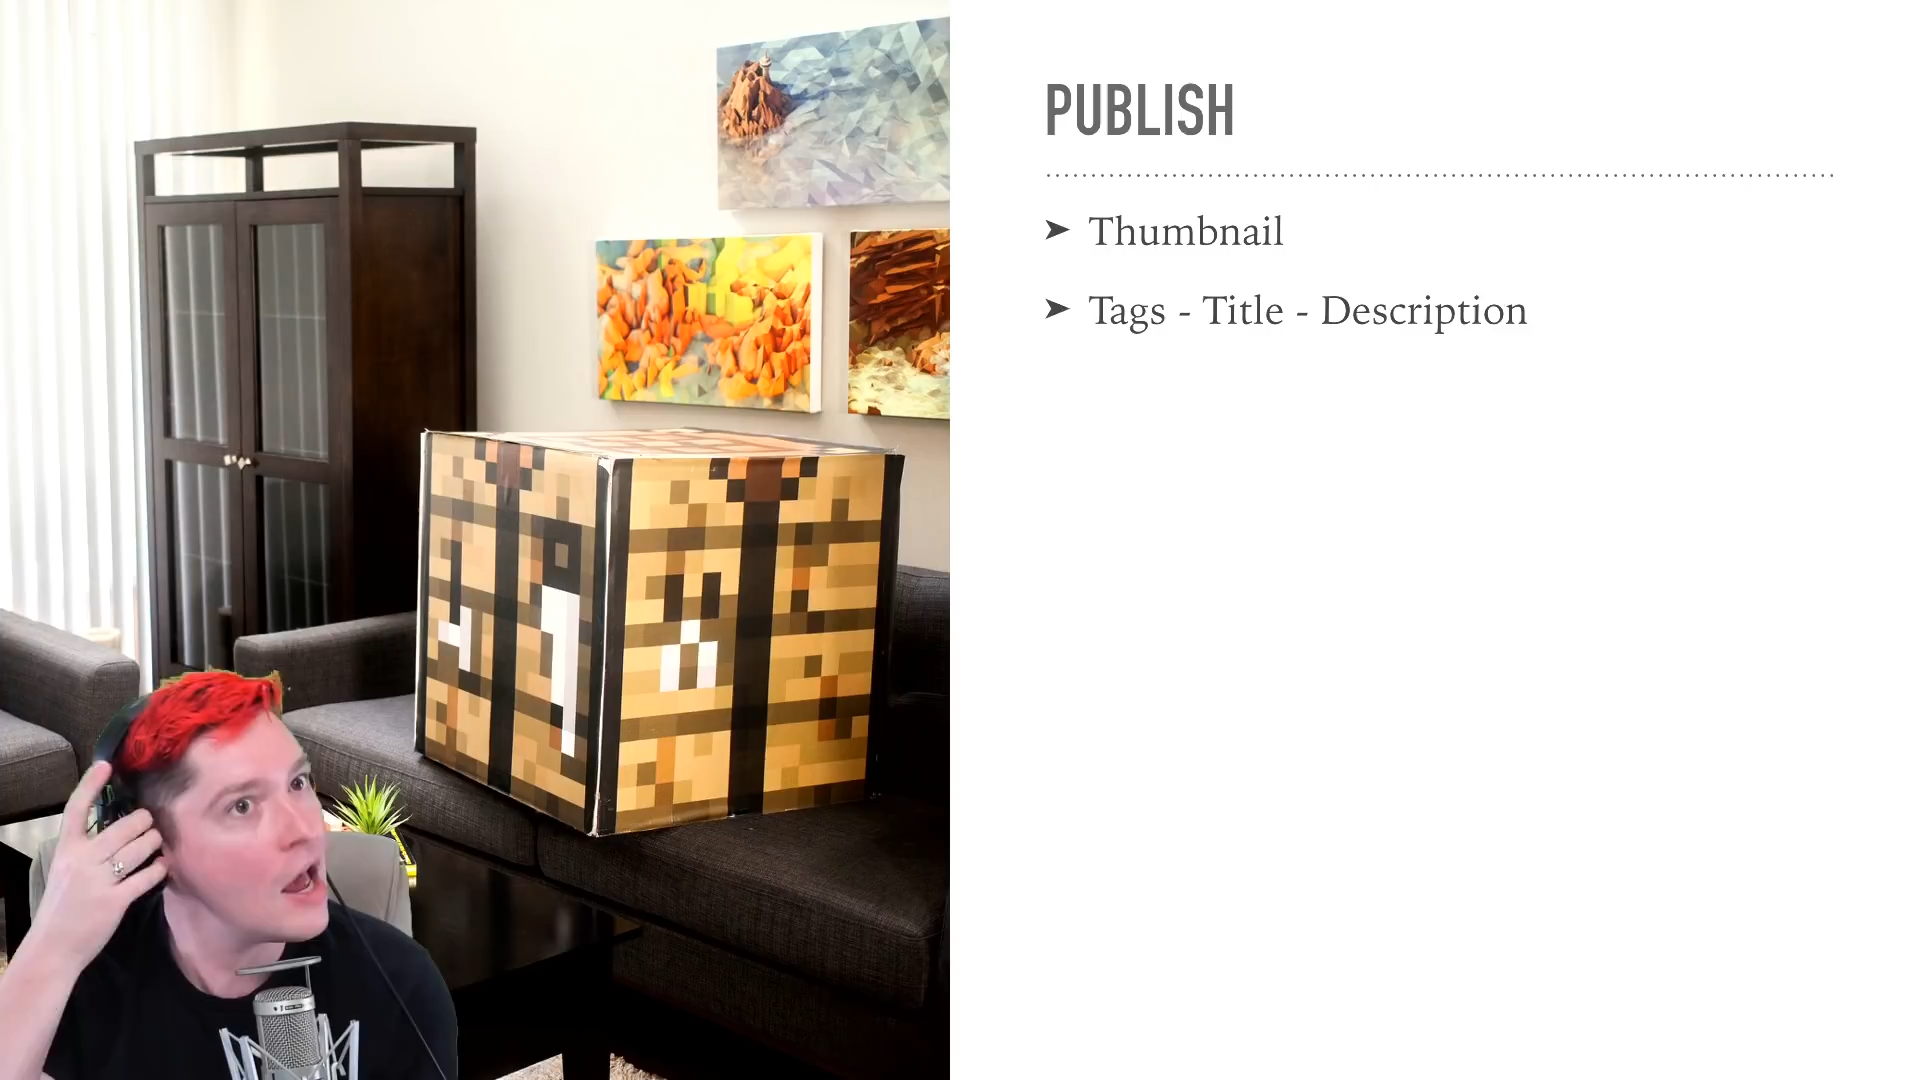 PUBLISH
➤ Thumbnail
➤ Tags - Title - Description